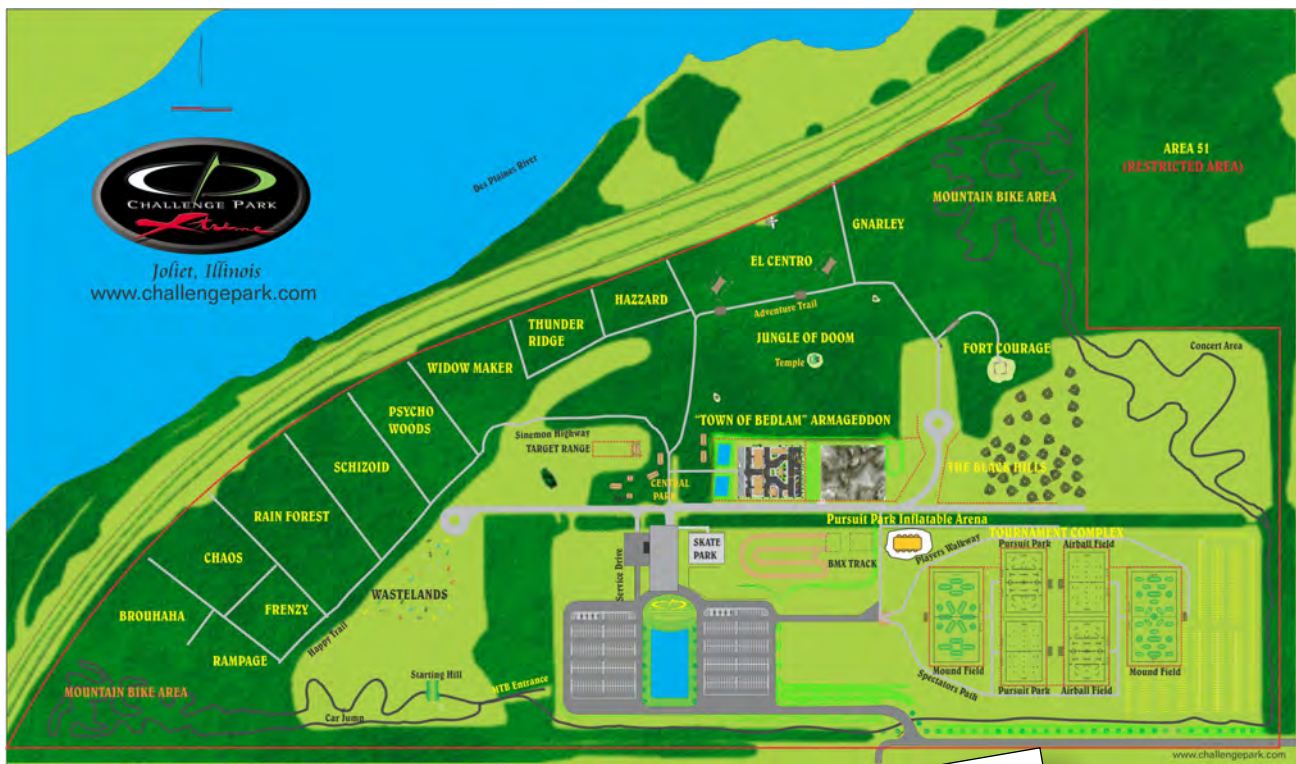 CHALLENGE PARK
Xtreme
Joliet, Illinois
www.challengepark.com
Des Plaines River
AREA 51
(RESTRICTED AREA)
MOUNTAIN BIKE AREA
GNARLEY
EL CENTRO
HAZZARD
Adventure Trail
THUNDER
RIDGE
JUNGLE OF DOOM
Temple
FORT COURAGE
Concert Area
WIDOW MAKER
PSYCHO
WOODS
"TOWN OF BEDLAM" ARMAGEDDON
Sinemon Highway
TARGET RANGE
SCHIZOID
CENTRAL
PARK
THE BLACK HILLS
RAIN FOREST
Pursuit Park Inflatable Arena
TOURNAMENT COMPLEX
SKATE
PARK
BMX TRACK
Players Walkway
Pursuit Park
Airball Field
CHAOS
Service Drive
WASTELANDS
FRENZY
BROUHAHA
Happy Trail
RAMPAGE
Mound Field
Mound Field
Spectators Path
Pursuit Park
Airball Field
Starting Hill
MTB Entrance
MOUNTAIN BIKE AREA
Car Jump
www.challengepark.com